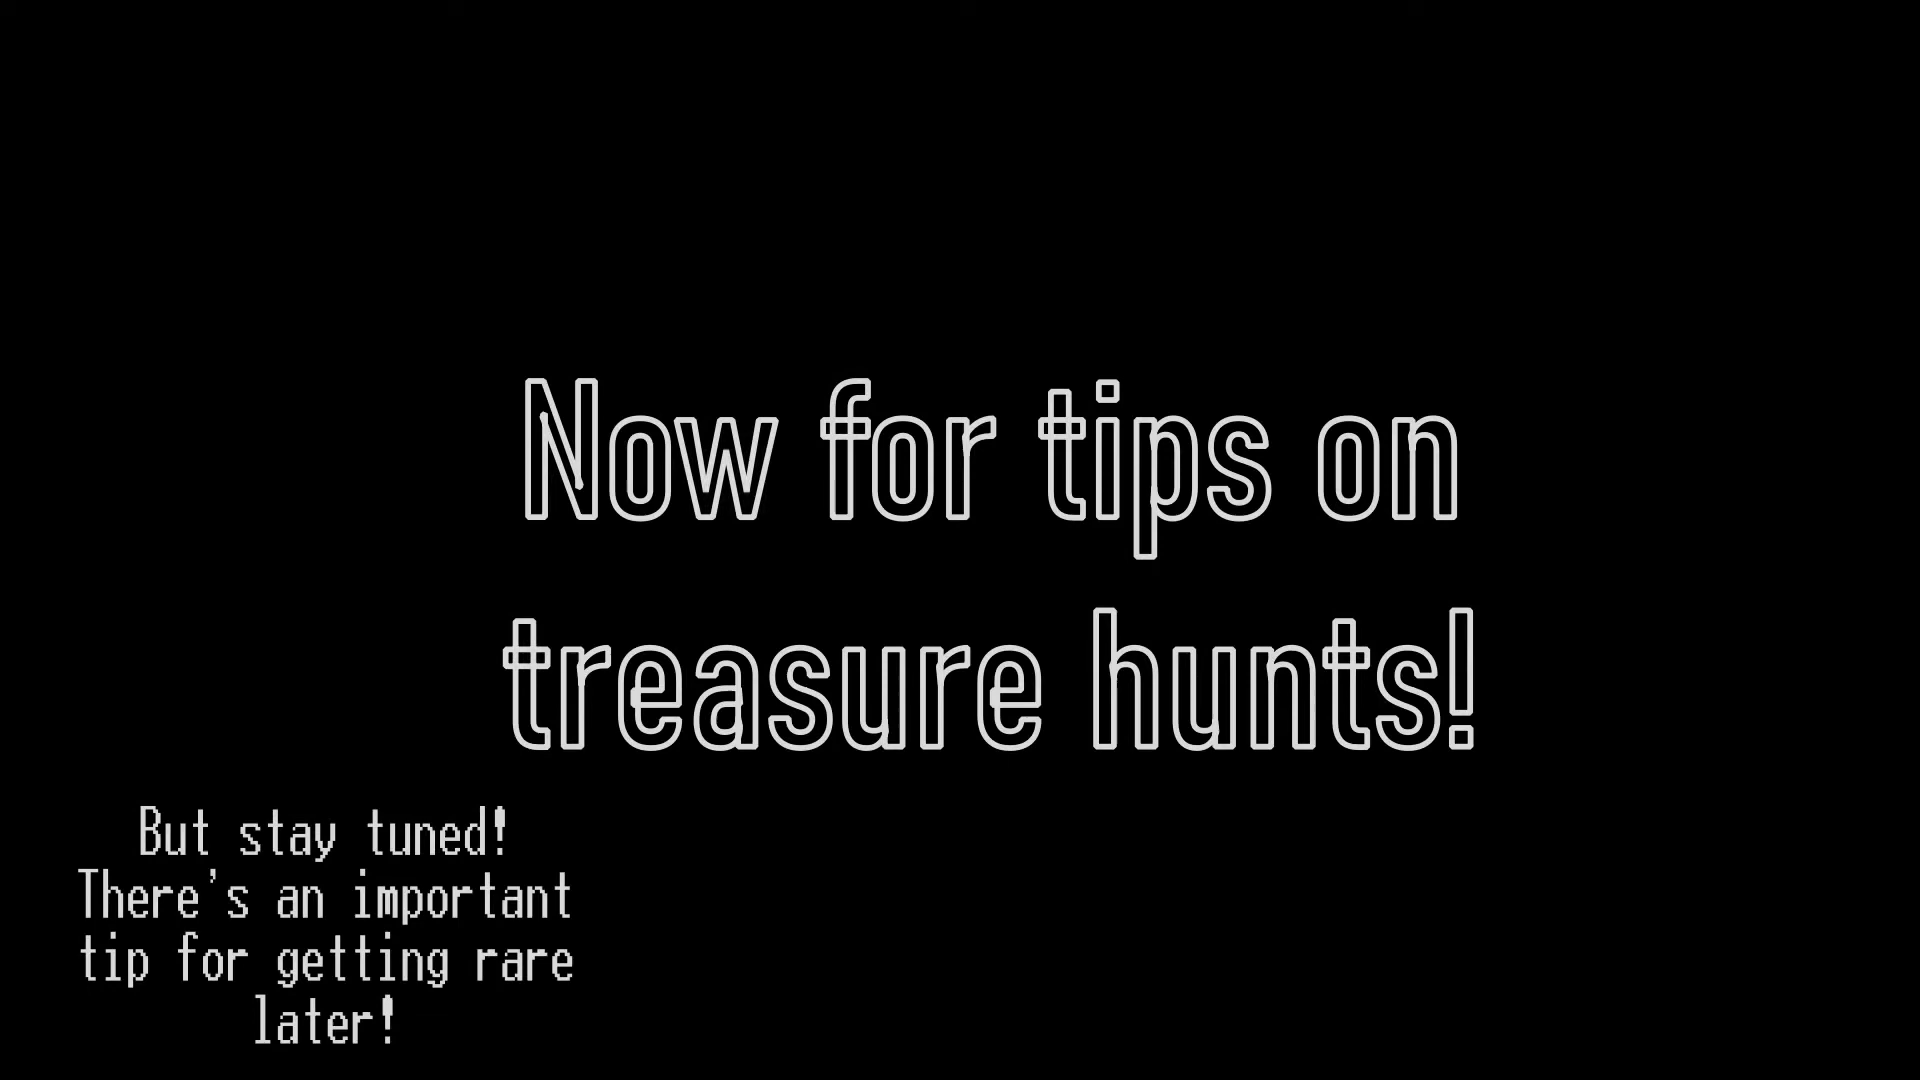 Now for tips on
treasure hunts!
But stay tuned!
There's an important
tip for getting rare
later!